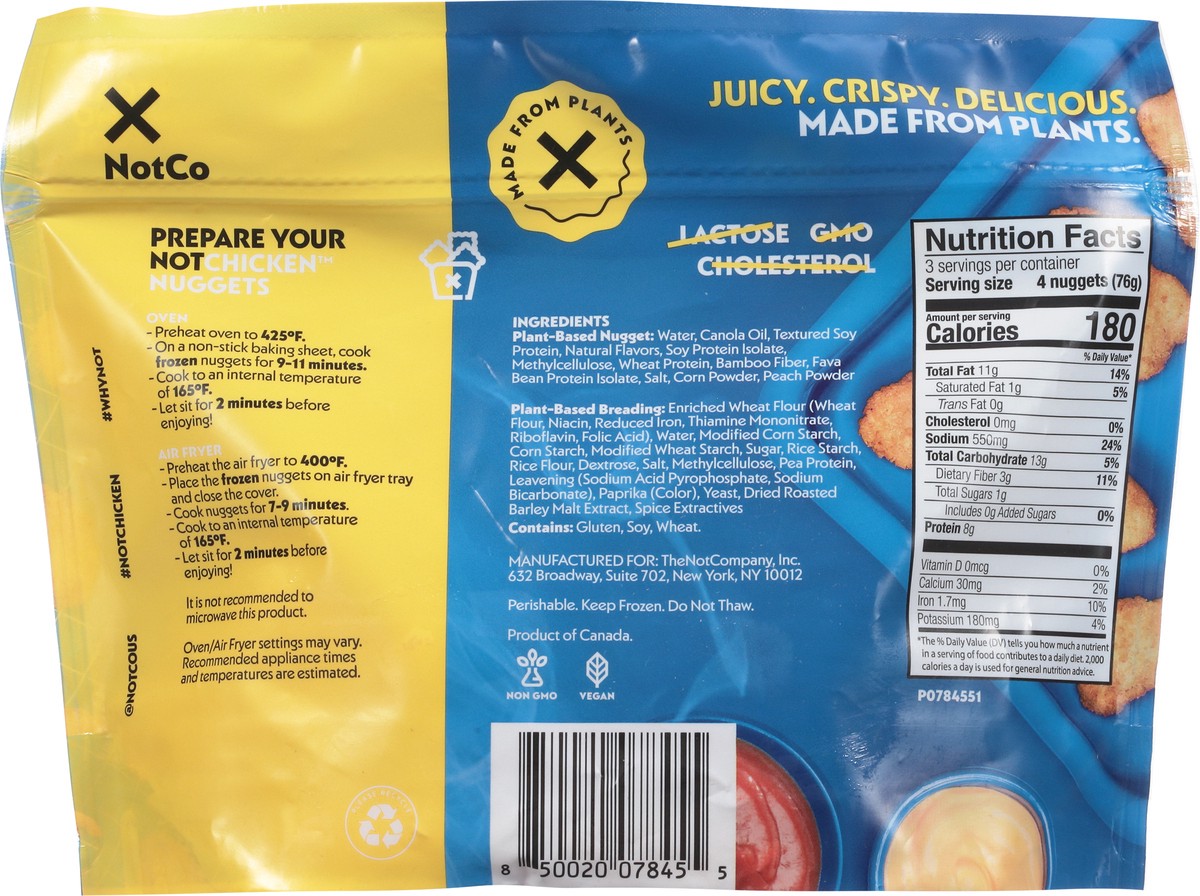 NotCo
PREPARE YOUR
NOTCHICKEN™
NUGGETS
OVEN
- Preheat oven to 425ºF.
- On a non-stick baking sheet, cook
frozen nuggets for 9-11 minutes.
- Cook to an internal temperature
of 165ºF.
- Let sit for 2 minutes before
enjoying!
AIR FRYER
- Preheat the air fryer to 400ºF.
- Place the frozen nuggets on air fryer tray
and close the cover.
- Cook nuggets for 7-9 minutes.
- Cook to an internal temperature
of 165ºF.
- Let sit for 2 minutes before
enjoying!
It is not recommended to
microwave this product.
Oven/Air Fryer settings may vary.
Recommended appliance times
and temperatures are estimated.
#WHYNOT
#NOTCHICKEN
@NOTCOUS
PLEASE RECYCLE
MADE FROM PLANTS
JUICY. CRISPY. DELICIOUS.
MADE FROM PLANTS.
LACTOSE GMO
CHOLESTEROL
INGREDIENTS
Plant-Based Nugget: Water, Canola Oil, Textured Soy
Protein, Natural Flavors, Soy Protein Isolate,
Methylcellulose, Wheat Protein, Bamboo Fiber, Fava
Bean Protein Isolate, Salt, Corn Powder, Peach Powder
Plant-Based Breading: Enriched Wheat Flour (Wheat
Flour, Niacin, Reduced Iron, Thiamine Mononitrate,
Riboflavin, Folic Acid), Water, Modified Corn Starch,
Corn Starch, Modified Wheat Starch, Sugar, Rice Starch,
Rice Flour, Dextrose, Salt, Methylcellulose, Pea Protein,
Leavening (Sodium Acid Pyrophosphate, Sodium
Bicarbonate), Paprika (Color), Yeast, Dried Roasted
Barley Malt Extract, Spice Extractives
Contains: Gluten, Soy, Wheat.
MANUFACTURED FOR: TheNotCompany, Inc.
632 Broadway, Suite 702, New York, NY 10012
Perishable. Keep Frozen. Do Not Thaw.
Product of Canada.
NON GMO VEGAN
8 50020 07845 5
Nutrition Facts
3 servings per container
Serving size 4 nuggets (76g)
Amount per serving
Calories 180
% Daily Value*
Total Fat 11g 14%
Saturated Fat 1g 5%
Trans Fat 0g
Cholesterol 0mg 0%
Sodium 550mg 24%
Total Carbohydrate 13g 5%
Dietary Fiber 3g 11%
Total Sugars 1g
Includes 0g Added Sugars 0%
Protein 8g
Vitamin D 0mcg 0%
Calcium 30mg 2%
Iron 1.7mg 10%
Potassium 180mg 4%
*The % Daily Value (DV) tells you how much a nutrient
in a serving of food contributes to a daily diet. 2,000
calories a day is used for general nutrition advice.
P0784551